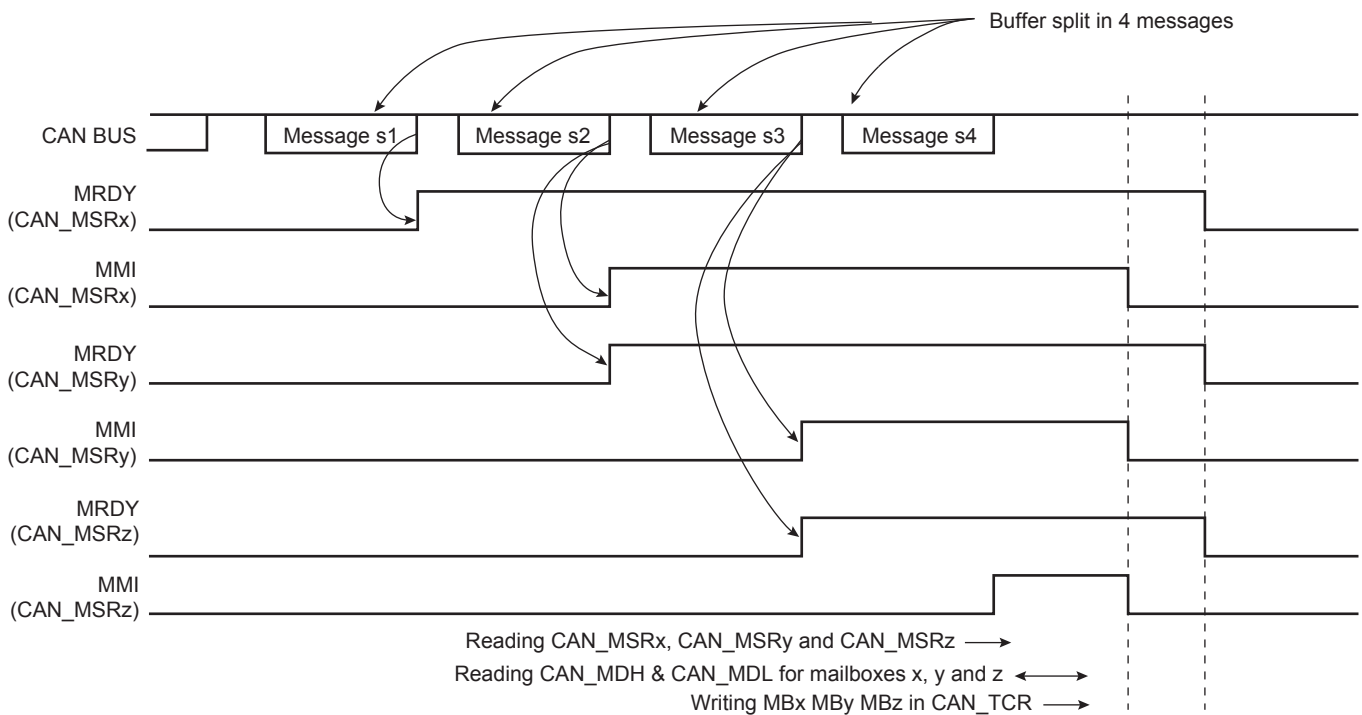 Buffer split in 4 messages
CAN BUS
Message s1
Message s2
Message s3
Message s4
MRDY
(CAN_MSRx)
MMI
(CAN_MSRx)
MRDY
(CAN_MSRy)
MMI
(CAN_MSRy)
MRDY
(CAN_MSRz)
MMI
(CAN_MSRz)
Reading CAN_MSRx, CAN_MSRy and CAN_MSRz
Reading CAN_MDH & CAN_MDL for mailboxes x, y and z
Writing MBx MBy MBz in CAN_TCR